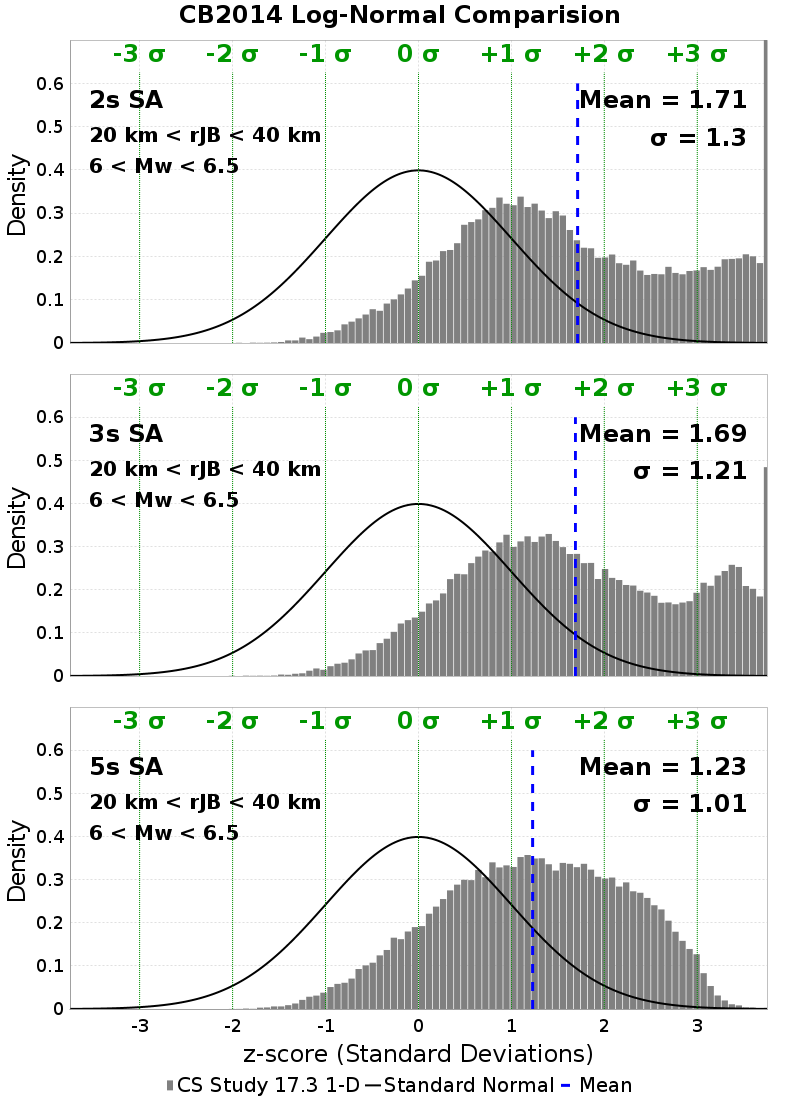 CB2014 Log-Normal Comparision
-3 σ -2 σ -1 σ 0 σ +1 σ +2 σ +3 σ
2s SA
Mean = 1.71
20 km < rJB < 40 km
σ = 1.3
6 < Mw < 6.5
Density
0.6
0.5
0.4
0.3
0.2
0.1
0
-3 σ -2 σ -1 σ 0 σ +1 σ +2 σ +3 σ
3s SA
Mean = 1.69
20 km < rJB < 40 km
σ = 1.21
6 < Mw < 6.5
Density
0.6
0.5
0.4
0.3
0.2
0.1
0
-3 σ -2 σ -1 σ 0 σ +1 σ +2 σ +3 σ
5s SA
Mean = 1.23
20 km < rJB < 40 km
σ = 1.01
6 < Mw < 6.5
Density
0.6
0.5
0.4
0.3
0.2
0.1
0
-3 -2 -1 0 1 2 3
z-score (Standard Deviations)
CS Study 17.3 1-D Standard Normal Mean